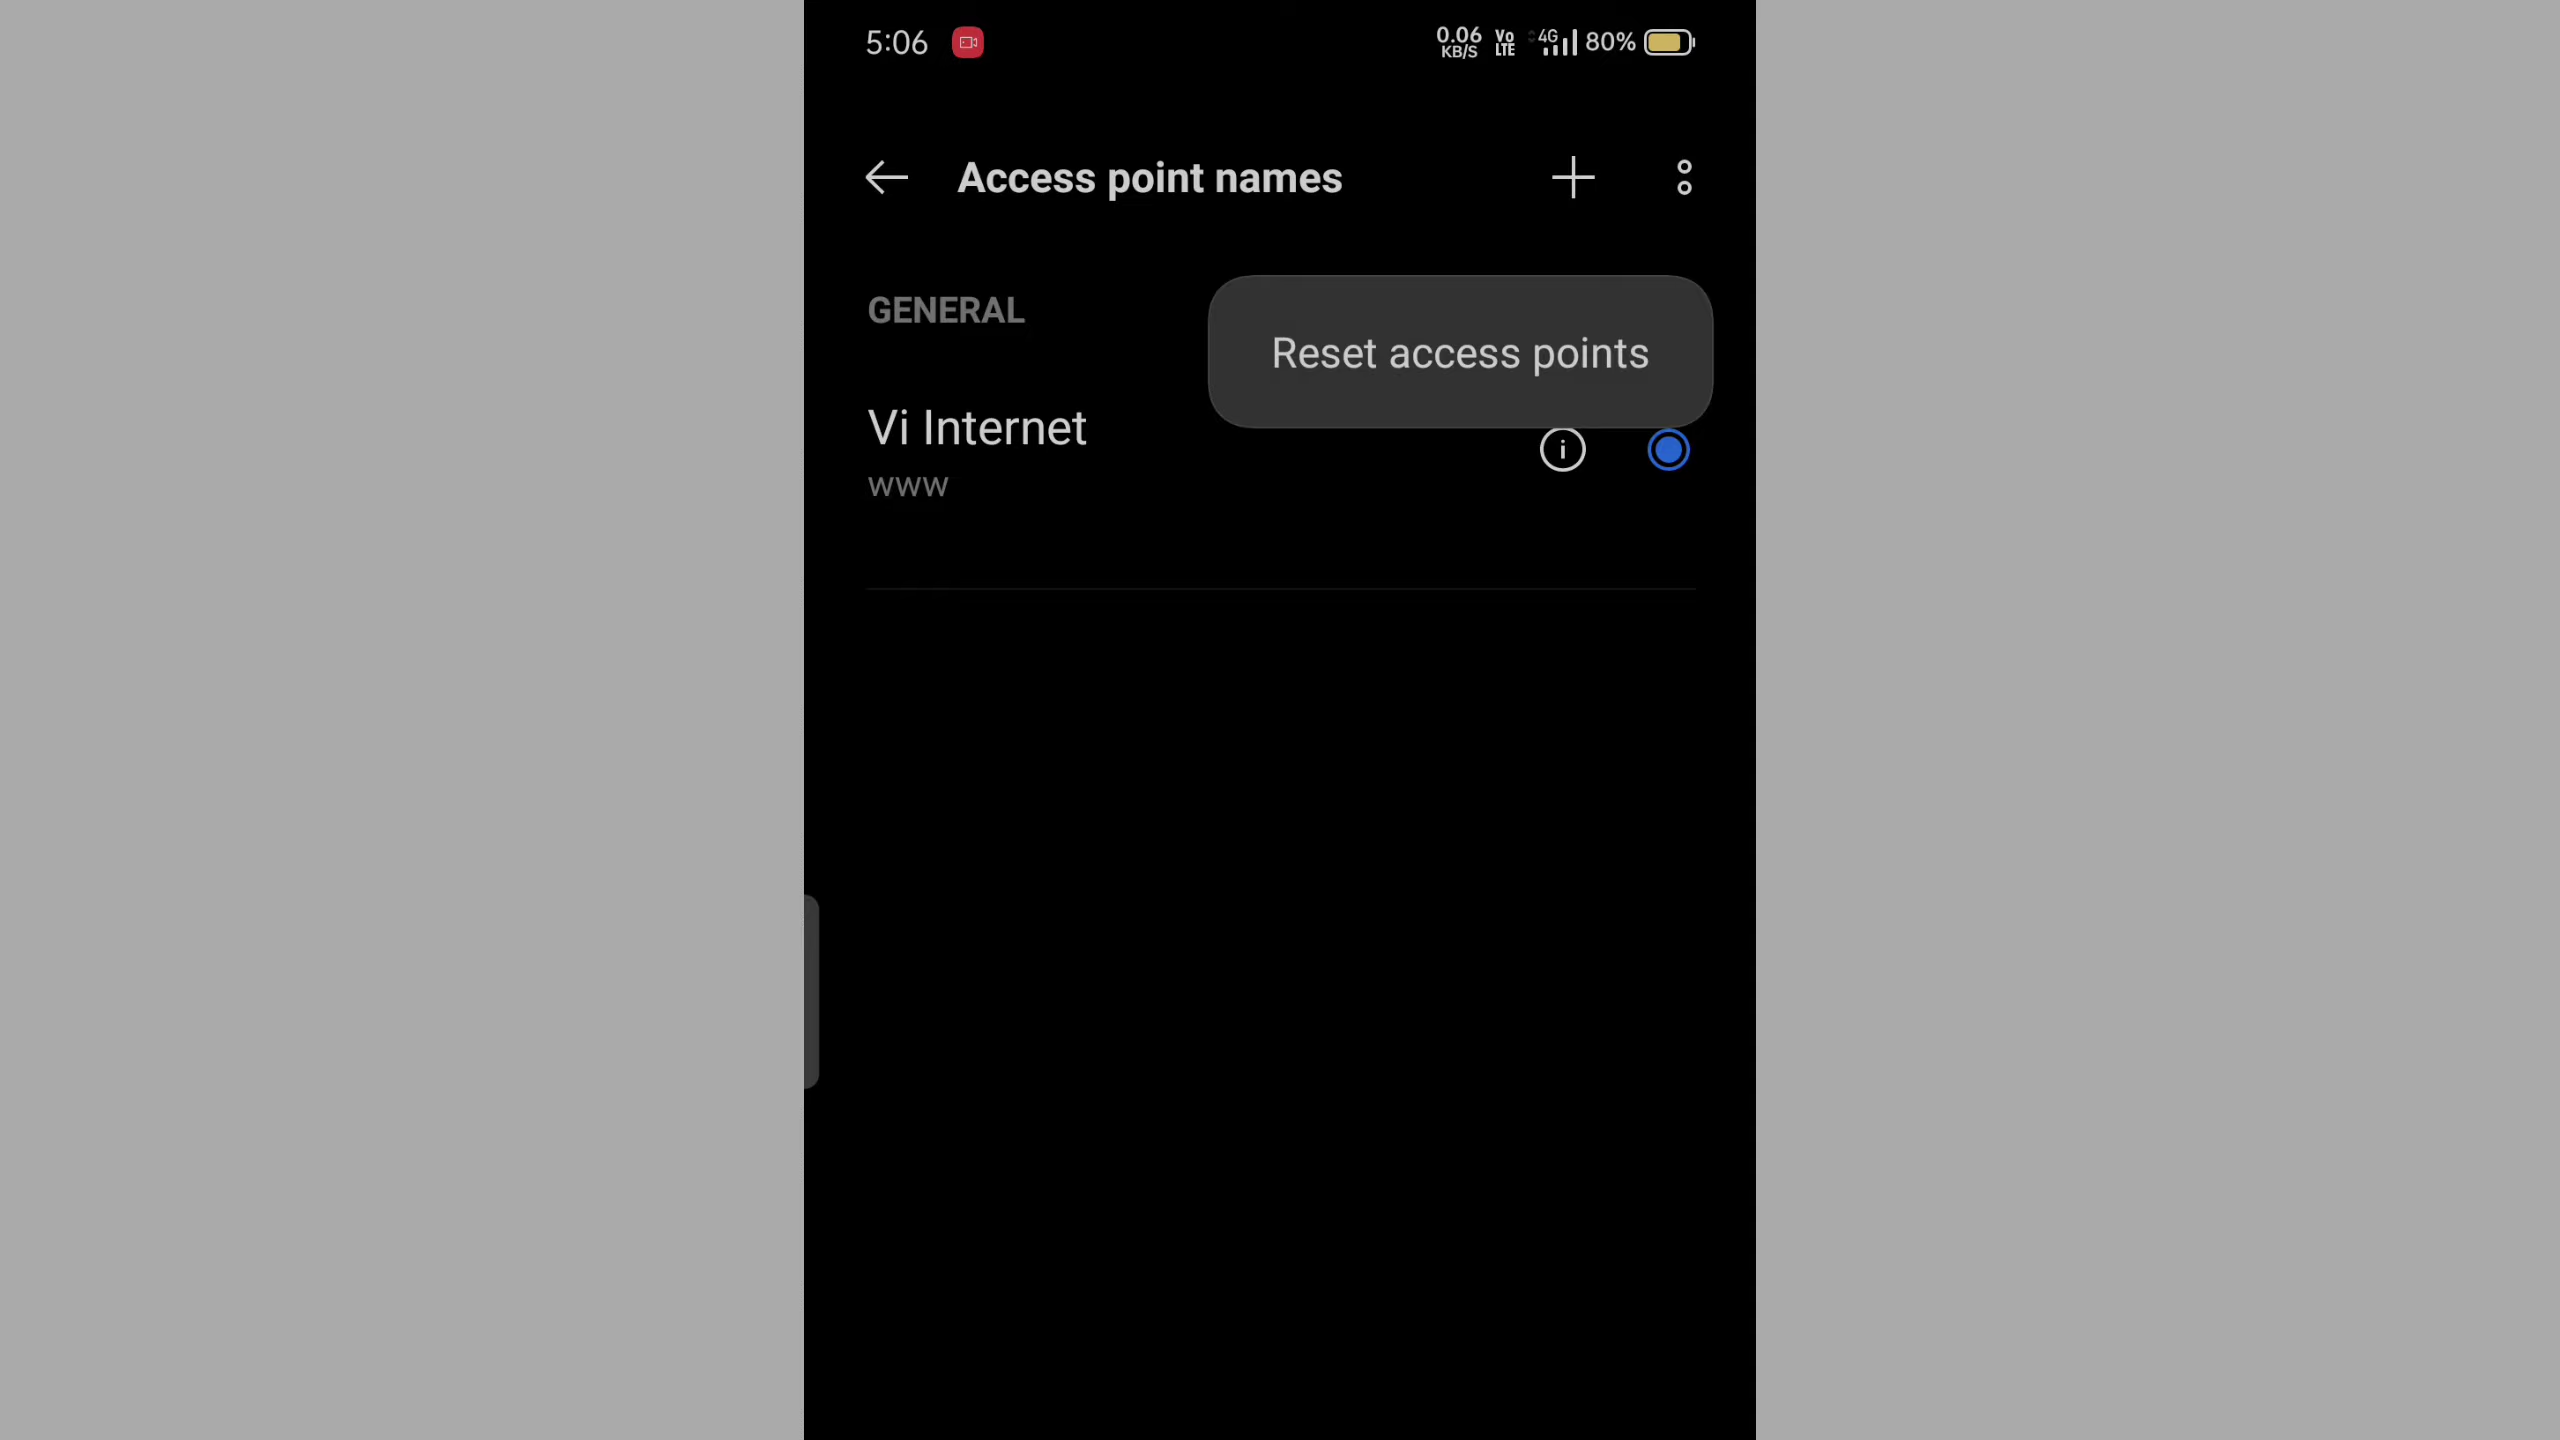 5:06
0.06 KB/S Vo LTE 4G 80%
Access point names
GENERAL
Reset access points
Vi Internet
www